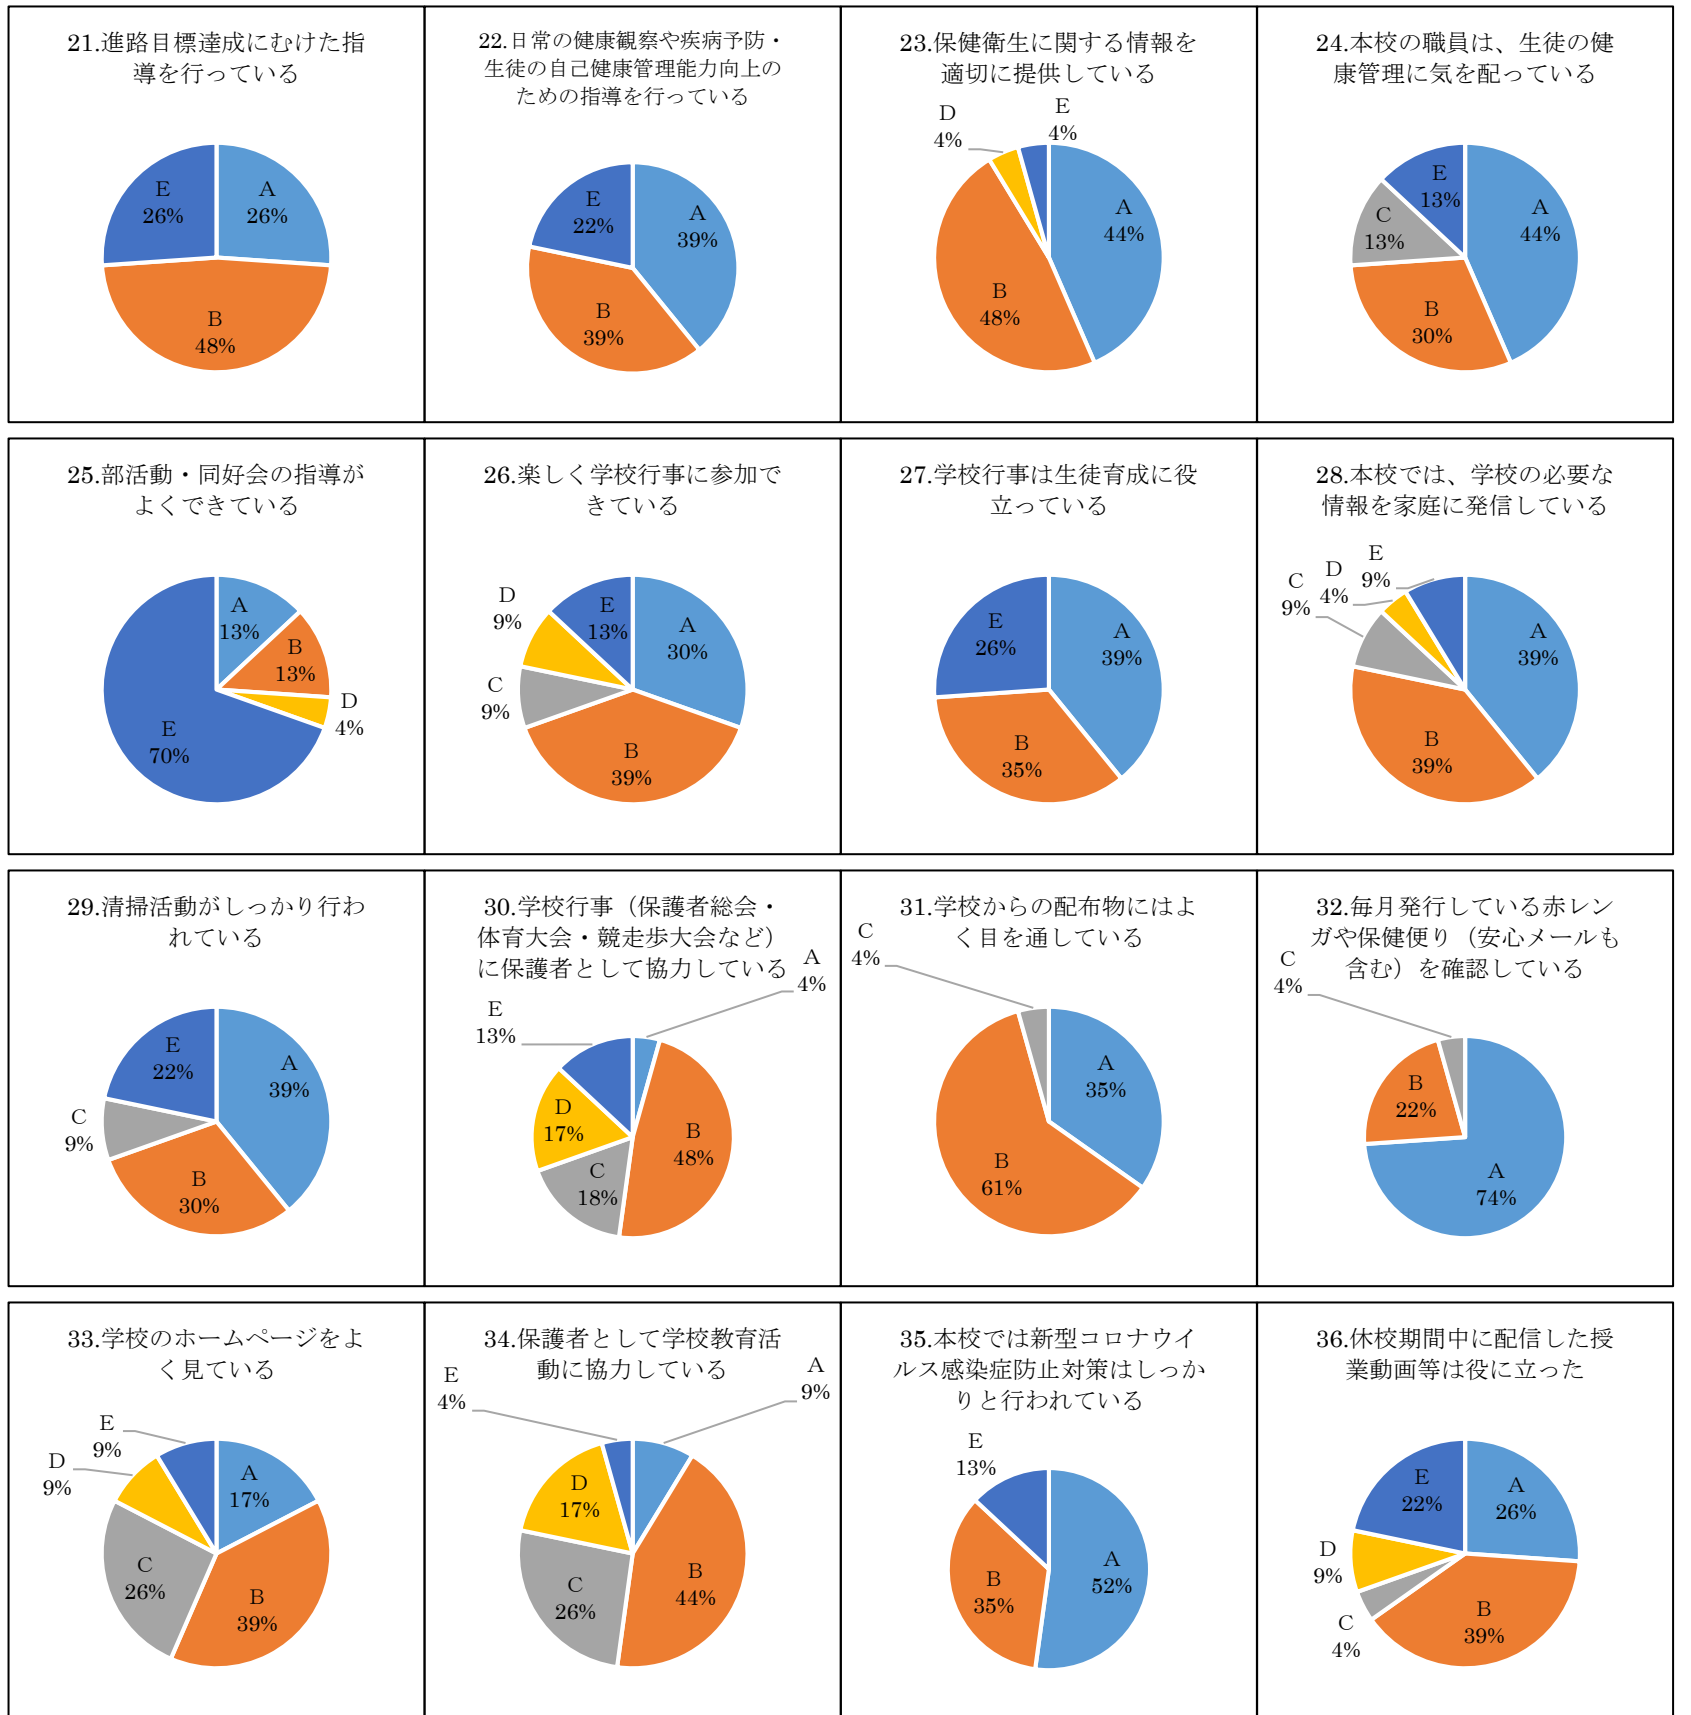 21.進路目標達成にむけた指
導を行っている
E
26%
A
26%
B
48%
22.日常の健康観察や疾病予防・
生徒の自己健康管理能力向上の
ための指導を行っている
E
22%
A
39%
B
39%
23.保健衛生に関する情報を
適切に提供している
D
4%
E
4%
A
44%
B
48%
24.本校の職員は、生徒の健
康管理に気を配っている
E
13%
C
13%
A
44%
B
30%
25.部活動・同好会の指導が
よくできている
A
13%
B
13%
D
4%
E
70%
26.楽しく学校行事に参加で
きている
D
9%
E
13%
A
30%
C
9%
B
39%
27.学校行事は生徒育成に役
立っている
E
26%
A
39%
B
35%
28.本校では、学校の必要な
情報を家庭に発信している
E
9%
D
4%
C
9%
A
39%
B
39%
29.清掃活動がしっかり行わ
れている
E
22%
A
39%
C
9%
B
30%
30.学校行事（保護者総会・
体育大会・競走歩大会など）
に保護者として協力している
A
4%
E
13%
D
17%
B
48%
C
18%
31.学校からの配布物にはよ
く目を通している
C
4%
A
35%
B
61%
32.毎月発行している赤レン
ガや保健便り（安心メールも
含む）を確認している
C
4%
B
22%
A
74%
33.学校のホームページをよ
く見ている
E
9%
D
9%
A
17%
C
26%
B
39%
34.保護者として学校教育活
動に協力している
E
4%
A
9%
D
17%
B
44%
C
26%
35.本校では新型コロナウイ
ルス感染症防止対策はしっか
りと行われている
E
13%
A
52%
B
35%
36.休校期間中に配信した授
業動画等は役に立った
E
22%
A
26%
D
9%
B
39%
C
4%